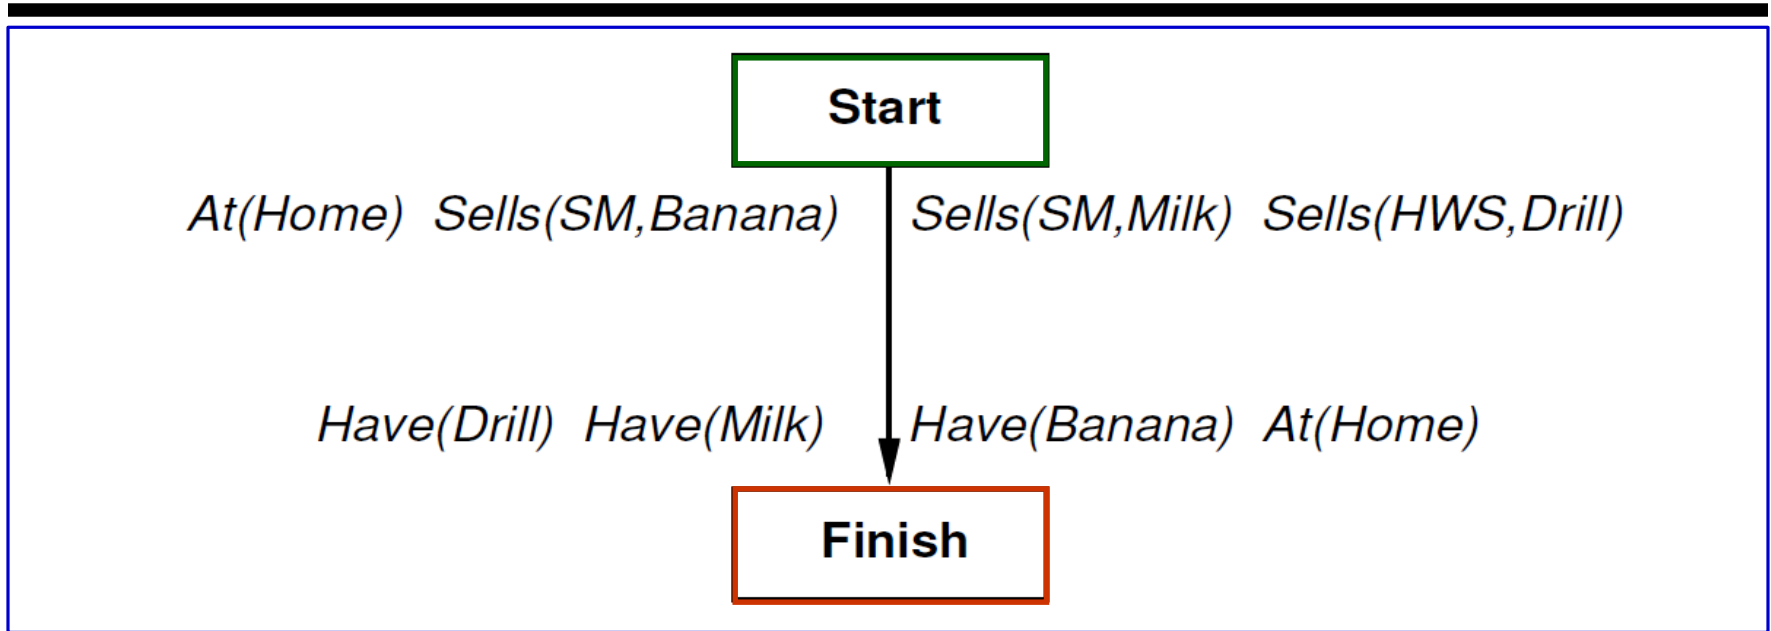 Start
At(Home) Sells(SM,Banana) Sells(SM,Milk) Sells(HWS,Drill)
Have(Drill) Have(Milk) Have(Banana) At(Home)
Finish